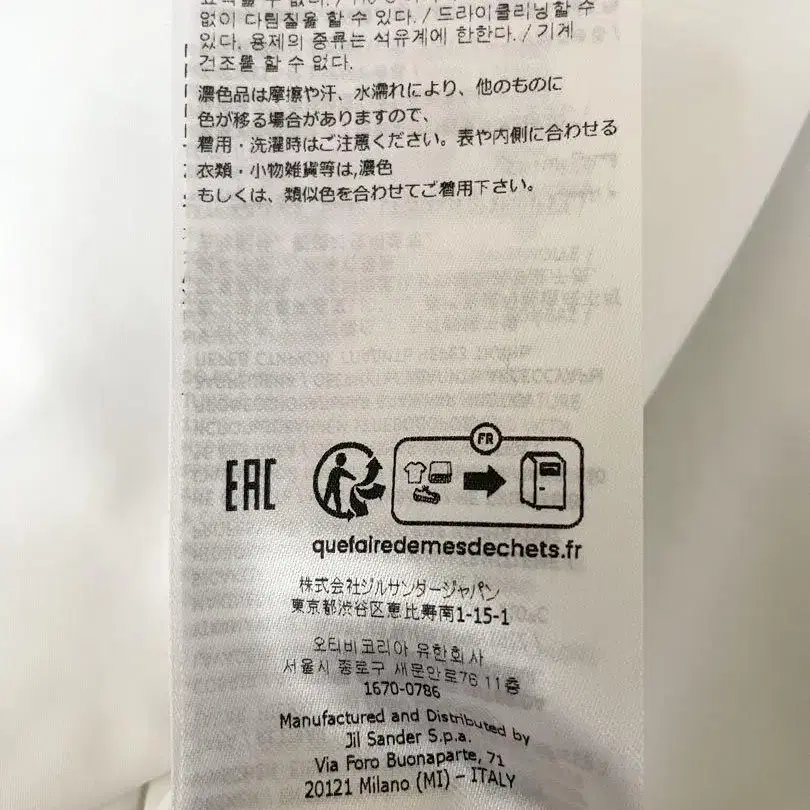 없이 다림질을 할 수 있다. / 드라이클리닝할 수
있다. 용제의 종류는 석유계에 한한다. / 기계
건조를 할 수 없다.
濃色品は摩擦や汗、水濡れにより、他のものに
色が移る場合がありますので、
着用・洗濯時はご注意ください。表や内側に合わせる
衣類・小物雑貨等は,濃色
もしくは、類似色を合わせてご着用下さい。
EAC
FR
quefairedemesdechets.fr
株式会社ジルサンダージャパン
東京都渋谷区恵比寿南1-15-1
오티비코리아 유한회사
서울시 종로구 새문안로76 11층
1670-0786
Manufactured and Distributed by
Jil Sander S.p.a.
Via Foro Buonaparte, 71
20121 Milano (MI) – ITALY